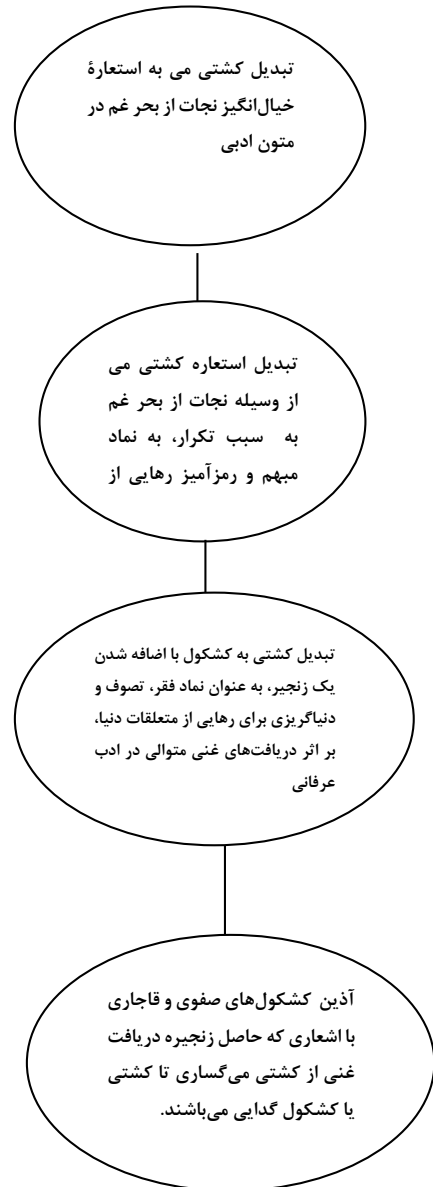 تبدیل کشتی می به استعارهٔ
خیال‌انگیز نجات از بحر غم در
متون ادبی
تبدیل استعاره کشتی می
از وسیله نجات از بحر غم
به سبب تکرار، به نماد
مبهم و رمزآمیز رهایی از
تبدیل کشتی به کشکول با اضافه شدن
یک زنجیر، به عنوان نماد فقر، تصوف و
دنیاگریزی برای رهایی از متعلقات دنیا،
بر اثر دریافت‌های غنی متوالی در ادب
عرفانی
آذین کشکول‌های صفوی و قاجاری
با اشعاری که حاصل زنجیره دریافت
غنی از کشتی می‌گساری تا کشتی
یا کشکول گدایی می‌باشند.